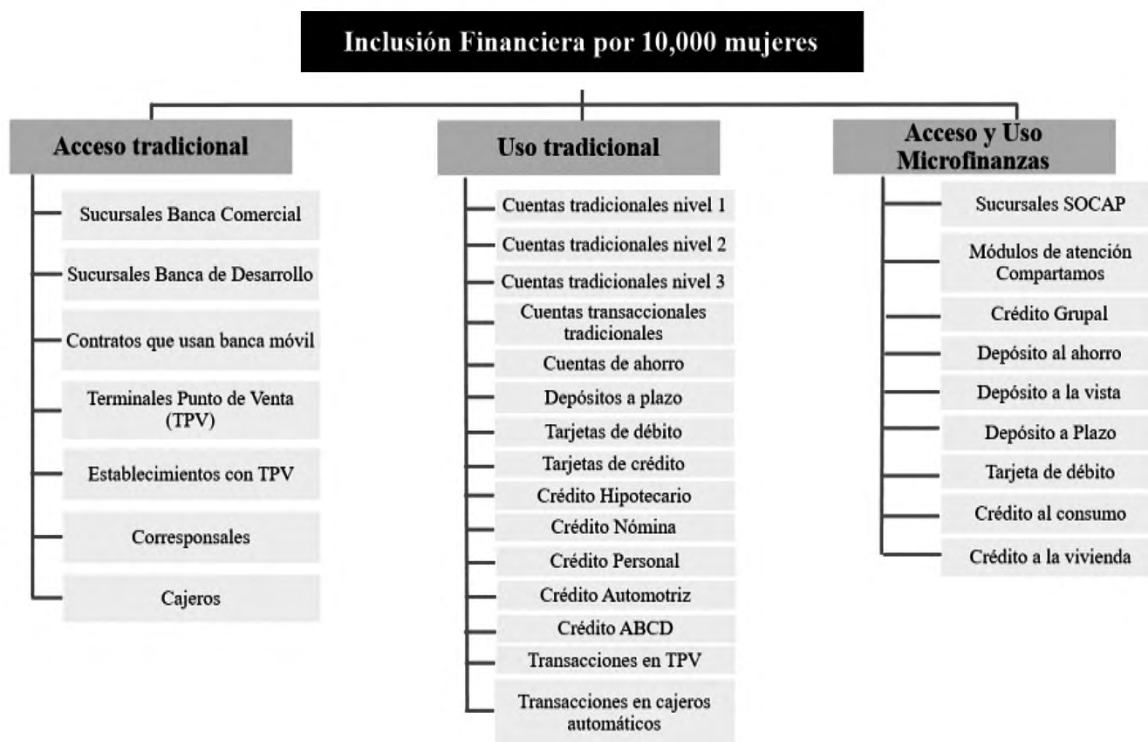 Inclusión Financiera por 10,000 mujeres
Acceso tradicional
Sucursales Banca Comercial
Sucursales Banca de Desarrollo
Contratos que usan banca móvil
Terminales Punto de Venta
(TPV)
Establecimientos con TPV
Corresponsales
Cajeros
Uso tradicional
Cuentas tradicionales nivel 1
Cuentas tradicionales nivel 2
Cuentas tradicionales nivel 3
Cuentas transaccionales
tradicionales
Cuentas de ahorro
Depósitos a plazo
Tarjetas de débito
Tarjetas de crédito
Crédito Hipotecario
Crédito Nómina
Crédito Personal
Crédito Automotriz
Crédito ABCD
Transacciones en TPV
Transacciones en cajeros
automáticos
Acceso y Uso
Microfinanzas
Sucursales SOCAP
Módulos de atención
Compartamos
Crédito Grupal
Depósito al ahorro
Depósito a la vista
Depósito a Plazo
Tarjeta de débito
Crédito al consumo
Crédito a la vivienda